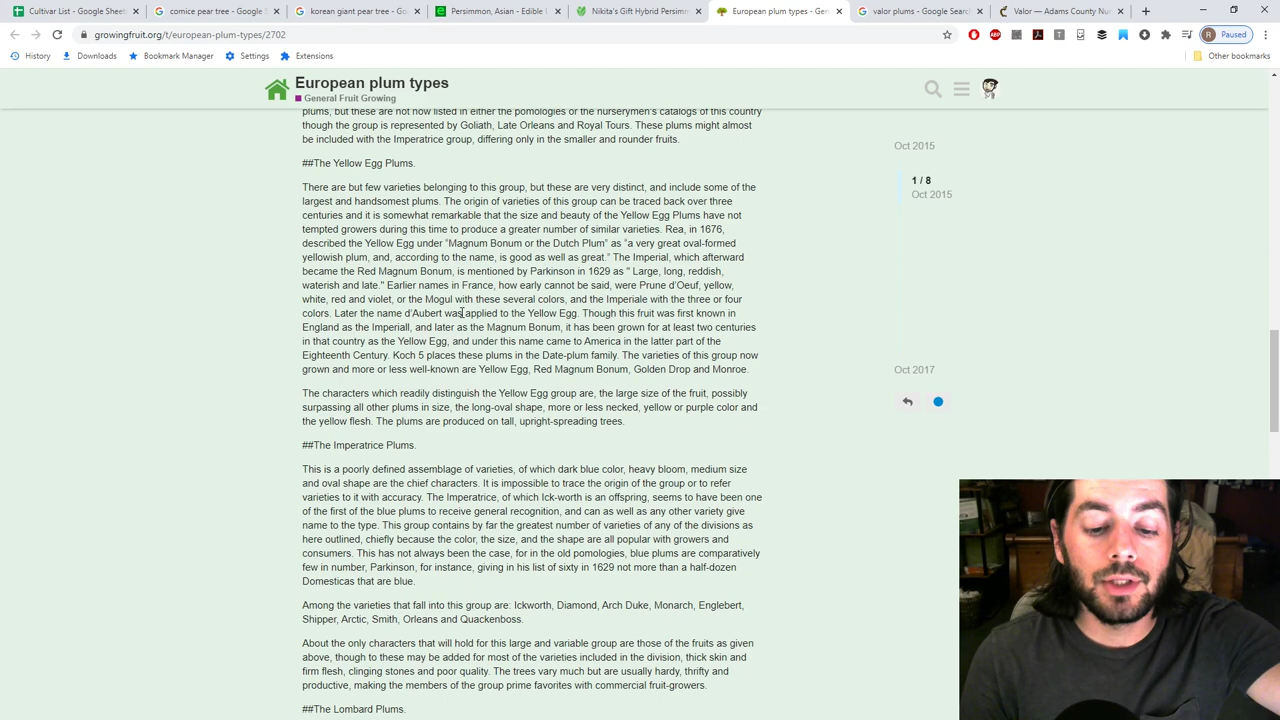 Cultivar List - Google Sheet
comice pear tree - Google
korean giant pear tree - Go
Persimmon, Asian - Edible
Nikita's Gift Hybrid Persimm
European plum types - Gen
valor plums - Google Searc
Valor — Adams County Nur
growingfruit.org/t/european-plum-types/2702
Paused
History
Downloads
Bookmark Manager
Settings
Extensions
Other bookmarks
European plum types
General Fruit Growing
plums, but these are not now listed in either the pomologies or the nurserymen's catalogs of this country
though the group is represented by Goliath, Late Orleans and Royal Tours. These plums might almost
be included with the Imperatrice group, differing only in the smaller and rounder fruits.
##The Yellow Egg Plums.
There are but few varieties belonging to this group, but these are very distinct, and include some of the
largest and handsomest plums. The origin of varieties of this group can be traced back over three
centuries and it is somewhat remarkable that the size and beauty of the Yellow Egg Plums have not
tempted growers during this time to produce a greater number of similar varieties. Rea, in 1676,
described the Yellow Egg under "Magnum Bonum or the Dutch Plum" as "a very great oval-formed
yellowish plum, and, according to the name, is good as well as great." The Imperial, which afterward
became the Red Magnum Bonum, is mentioned by Parkinson in 1629 as " Large, long, reddish,
waterish and late." Earlier names in France, how early cannot be said, were Prune d'Oeuf, yellow,
white, red and violet, or the Mogul with these several colors, and the Imperiale with the three or four
colors. Later the name d'Aubert was applied to the Yellow Egg. Though this fruit was first known in
England as the Imperiall, and later as the Magnum Bonum, it has been grown for at least two centuries
in that country as the Yellow Egg, and under this name came to America in the latter part of the
Eighteenth Century. Koch 5 places these plums in the Date-plum family. The varieties of this group now
grown and more or less well-known are Yellow Egg, Red Magnum Bonum, Golden Drop and Monroe.
The characters which readily distinguish the Yellow Egg group are, the large size of the fruit, possibly
surpassing all other plums in size, the long-oval shape, more or less necked, yellow or purple color and
the yellow flesh. The plums are produced on tall, upright-spreading trees.
##The Imperatrice Plums.
This is a poorly defined assemblage of varieties, of which dark blue color, heavy bloom, medium size
and oval shape are the chief characters. It is impossible to trace the origin of the group or to refer
varieties to it with accuracy. The Imperatrice, of which Ick-worth is an offspring, seems to have been one
of the first of the blue plums to receive general recognition, and can as well as any other variety give
name to the type. This group contains by far the greatest number of varieties of any of the divisions as
here outlined, chiefly because the color, the size, and the shape are all popular with growers and
consumers. This has not always been the case, for in the old pomologies, blue plums are comparatively
few in number, Parkinson, for instance, giving in his list of sixty in 1629 not more than a half-dozen
Domesticas that are blue.
Among the varieties that fall into this group are: Ickworth, Diamond, Arch Duke, Monarch, Englebert,
Shipper, Arctic, Smith, Orleans and Quackenboss.
About the only characters that will hold for this large and variable group are those of the fruits as given
above, though to these may be added for most of the varieties included in the division, thick skin and
firm flesh, clinging stones and poor quality. The trees vary much but are usually hardy, thrifty and
productive, making the members of the group prime favorites with commercial fruit-growers.
##The Lombard Plums.
Oct 2015
1 / 8
Oct 2015
Oct 2017